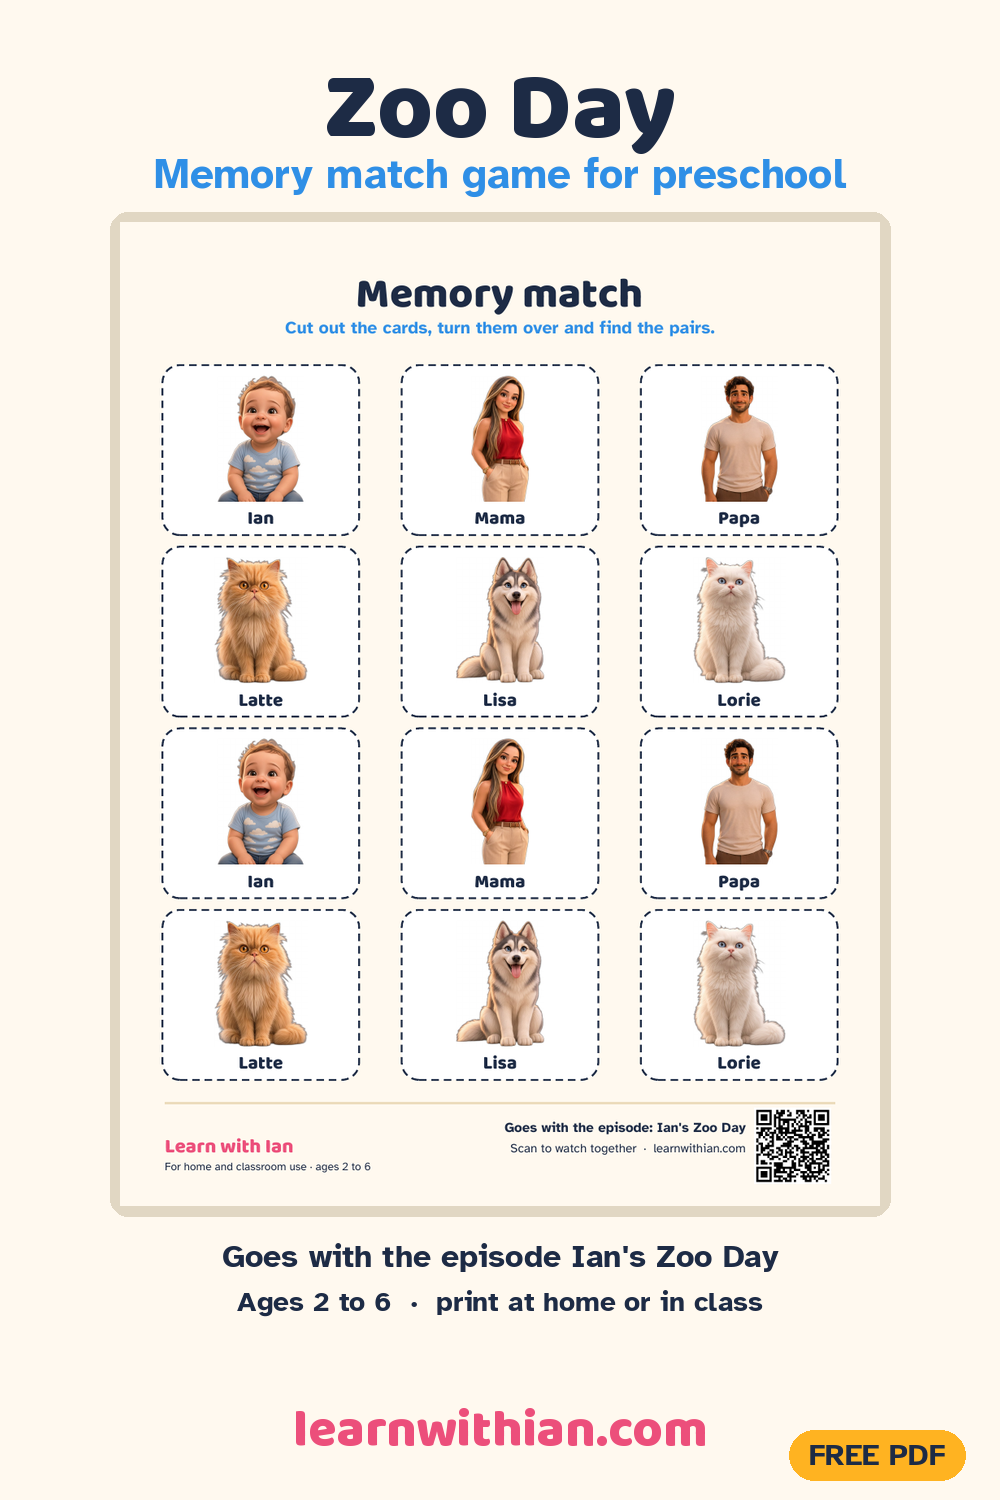 Zoo Day
Memory match game for preschool
Memory match
Cut out the cards, turn them over and find the pairs.
Ian
Mama
Papa
Latte
Lisa
Lorie
Ian
Mama
Papa
Latte
Lisa
Lorie
Learn with Ian
For home and classroom use · ages 2 to 6
Goes with the episode: Ian's Zoo Day
Scan to watch together · learnwithian.com
Goes with the episode Ian's Zoo Day
Ages 2 to 6 · print at home or in class
learnwithian.com
FREE PDF